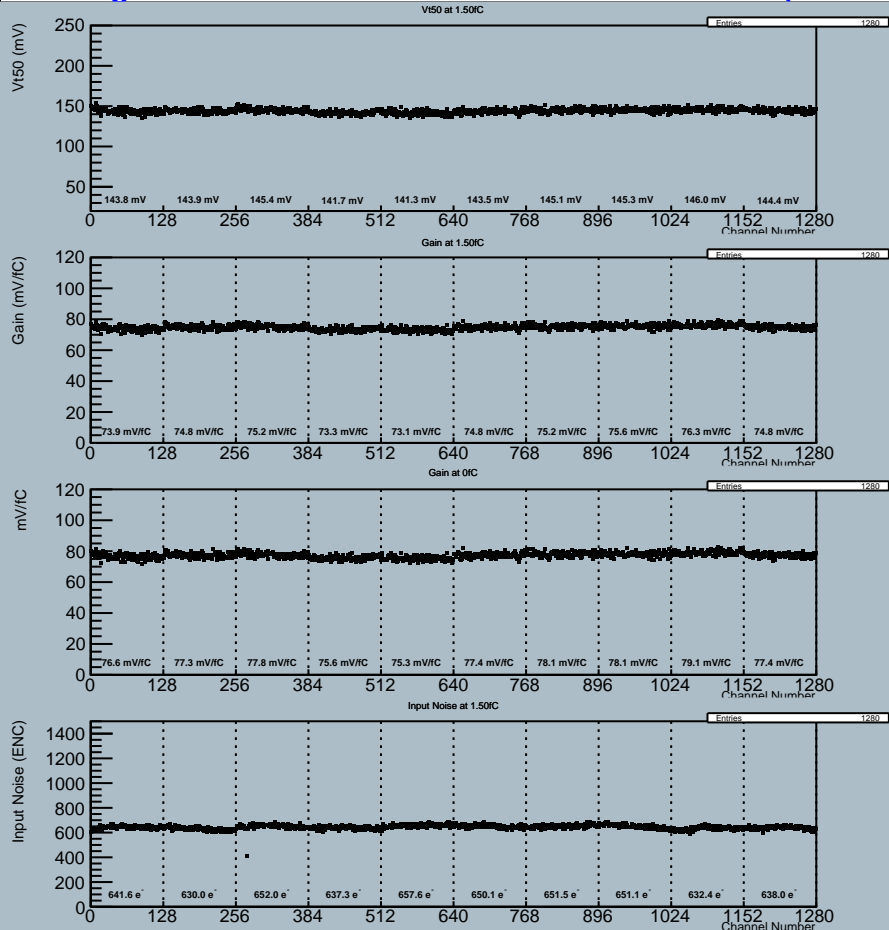 Vt50 at 1.50fC
Entries 1280
Vt50 (mV)
250
200
150
100
50
143.8 mV 143.9 mV 145.4 mV 141.7 mV 141.3 mV 143.5 mV 145.1 mV 145.3 mV 146.0 mV 144.4 mV
0 128 256 384 512 640 768 896 1024 1152 1280
Channel Number
Gain at 1.50fC
Entries 1280
Gain (mV/fC)
120
100
80
60
40
20
0
73.9 mV/fC 74.8 mV/fC 75.2 mV/fC 73.3 mV/fC 73.1 mV/fC 74.8 mV/fC 75.2 mV/fC 75.6 mV/fC 76.3 mV/fC 74.8 mV/fC
0 128 256 384 512 640 768 896 1024 1152 1280
Channel Number
Gain at 0fC
Entries 1280
mV/fC
120
100
80
60
40
20
0
76.6 mV/fC 77.3 mV/fC 77.8 mV/fC 75.6 mV/fC 75.3 mV/fC 77.4 mV/fC 78.1 mV/fC 78.1 mV/fC 79.1 mV/fC 77.4 mV/fC
0 128 256 384 512 640 768 896 1024 1152 1280
Channel Number
Input Noise at 1.50fC
Entries 1280
Input Noise (ENC)
1400
1200
1000
800
600
400
200
0
641.6 e⁻ 630.0 e⁻ 652.0 e⁻ 637.3 e⁻ 657.6 e⁻ 650.1 e⁻ 651.5 e⁻ 651.1 e⁻ 632.4 e⁻ 638.0 e⁻
0 128 256 384 512 640 768 896 1024 1152 1280
Channel Number